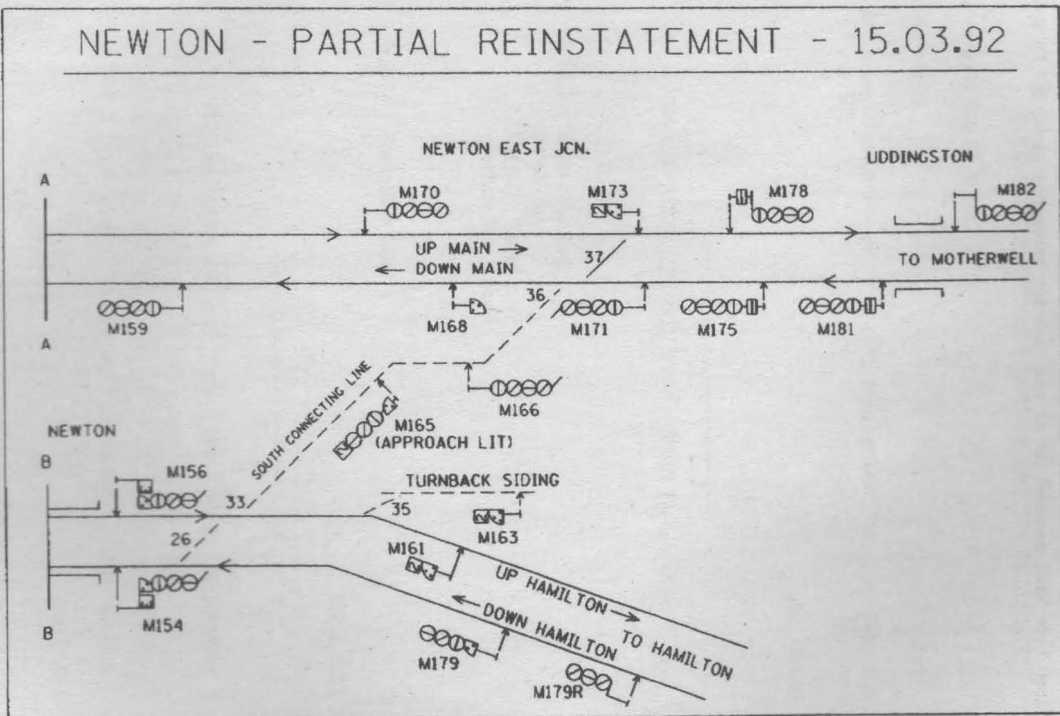 NEWTON - PARTIAL REINSTATEMENT - 15.03.92
NEWTON EAST JCN.
UDDINGSTON
A
M170
M173
M178
M182
UP MAIN →
← DOWN MAIN
37
TO MOTHERWELL
36
M159
M168
M171
M175
M181
A
SOUTH CONNECTING LINE
M166
M165
(APPROACH LIT)
NEWTON
B
M156
TURNBACK SIDING
33
35
26
M163
M161
UP HAMILTON →
← DOWN HAMILTON
TO HAMILTON
M154
B
M179
M179R